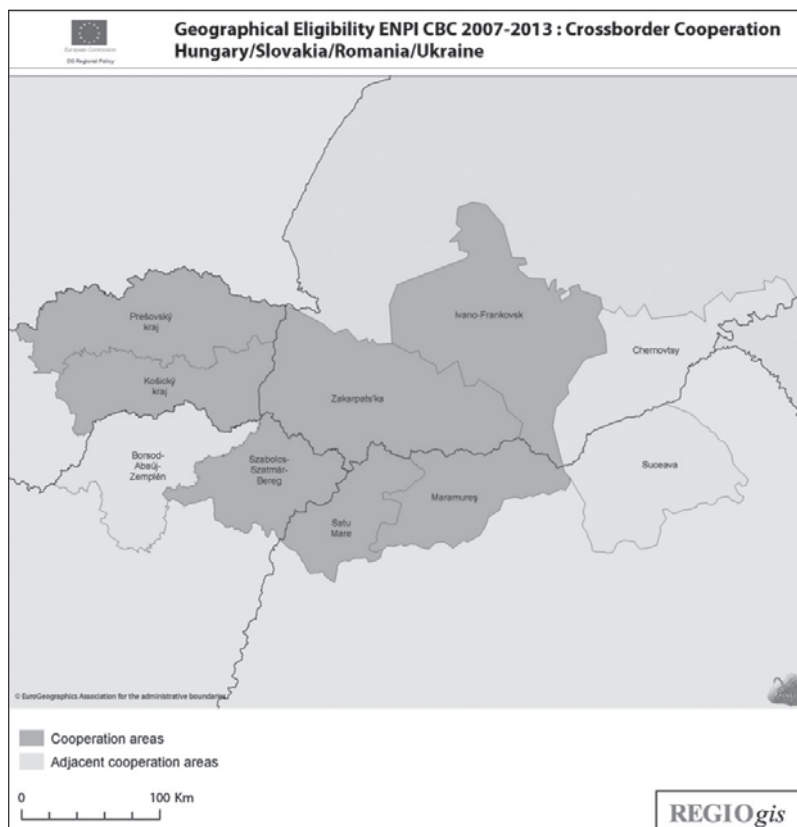 Geographical Eligibility ENPI CBC 2007-2013 : Crossborder Cooperation
Hungary/Slovakia/Romania/Ukraine
European Commission
DG Regional Policy
Prešovský
kraj
Košický
kraj
Borsod-
Abaúj-
Zemplén
Szabolcs-
Szatmár-
Bereg
Zakarpats'ka
Ivano-Frankovsk
Chernovtsy
Satu
Mare
Maramureş
Suceava
© EuroGeographics Association for the administrative boundaries
Cooperation areas
Adjacent cooperation areas
0 100 Km
REGIOgis